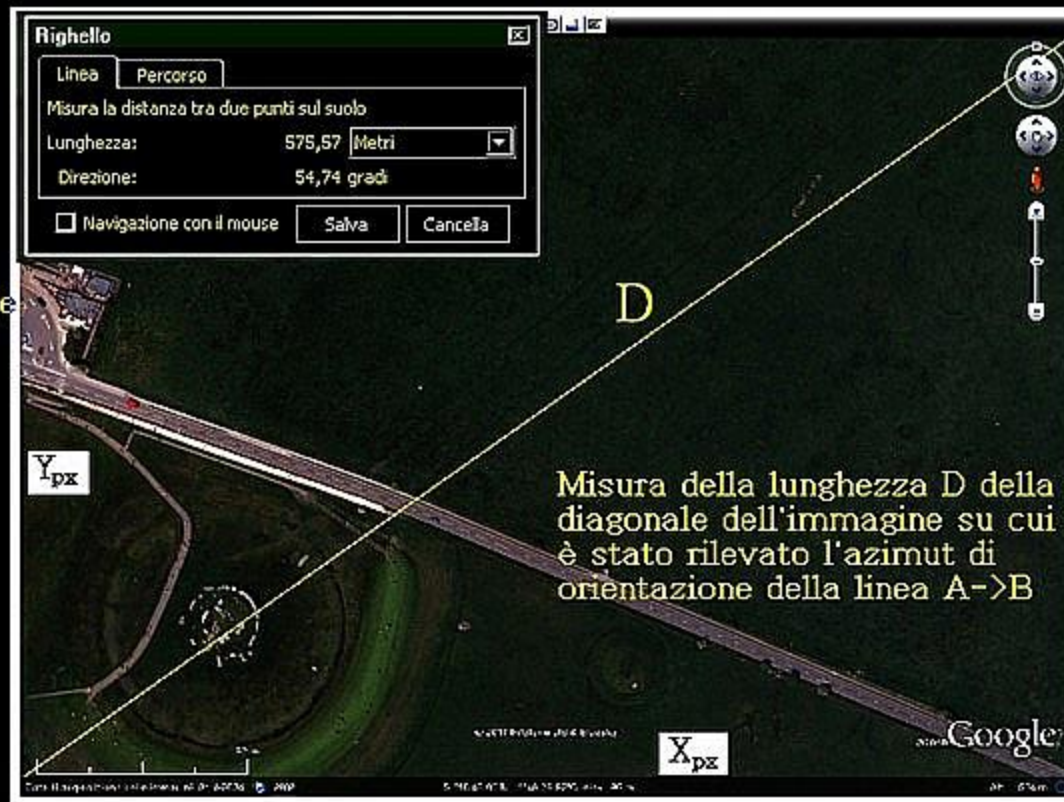 Righello
Linea Percorso
Misura la distanza tra due punti sul suolo
Lunghezza: 575,57 Metri
Direzione: 54,74 gradi
Navigazione con il mouse Salva Cancella
D
Y px
Misura della lunghezza D della
diagonale dell'immagine su cui
è stato rilevato l'azimut di
orientazione della linea A->B
Google
X px